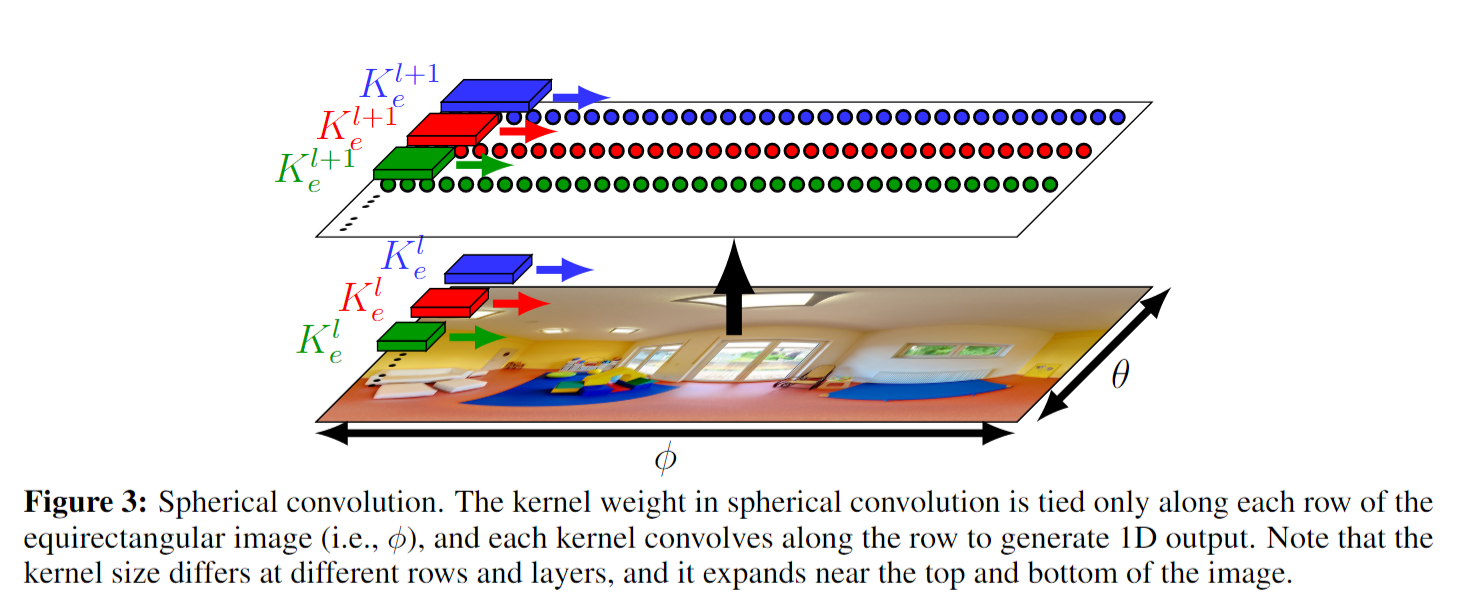 K_e^{l+1}
K_e^{l+1}
K_e^{l+1}
K_e^l
K_e^l
K_e^l
θ
ϕ
Figure 3: Spherical convolution. The kernel weight in spherical convolution is tied only along each row of the
equirectangular image (i.e., ϕ), and each kernel convolves along the row to generate 1D output. Note that the
kernel size differs at different rows and layers, and it expands near the top and bottom of the image.